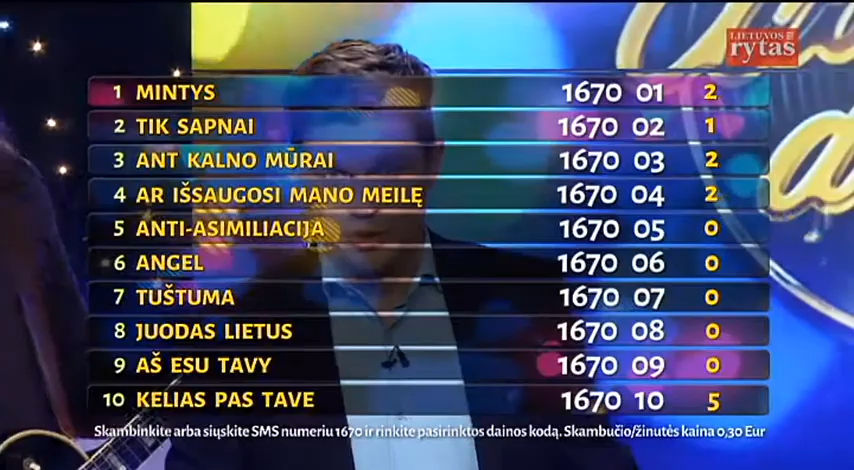 LIETUVOS
rytas
1 MINTYS 1670 01 2
2 TIK SAPNAI 1670 02 1
3 ANT KALNO MŪRAI 1670 03 2
4 AR IŠSAUGOSI MANO MEILĘ 1670 04 2
5 ANTI-ASIMILIACIJA 1670 05 0
6 ANGEL 1670 06 0
7 TUŠTUMA 1670 07 0
8 JUODAS LIETUS 1670 08 0
9 AŠ ESU TAVY 1670 09 0
10 KELIAS PAS TAVE 1670 10 5
Skambinkite arba siųskite SMS numeriu 1670 ir rinkite pasirinktos dainos kodą. Skambučio/žinutės kaina 0,30 Eur